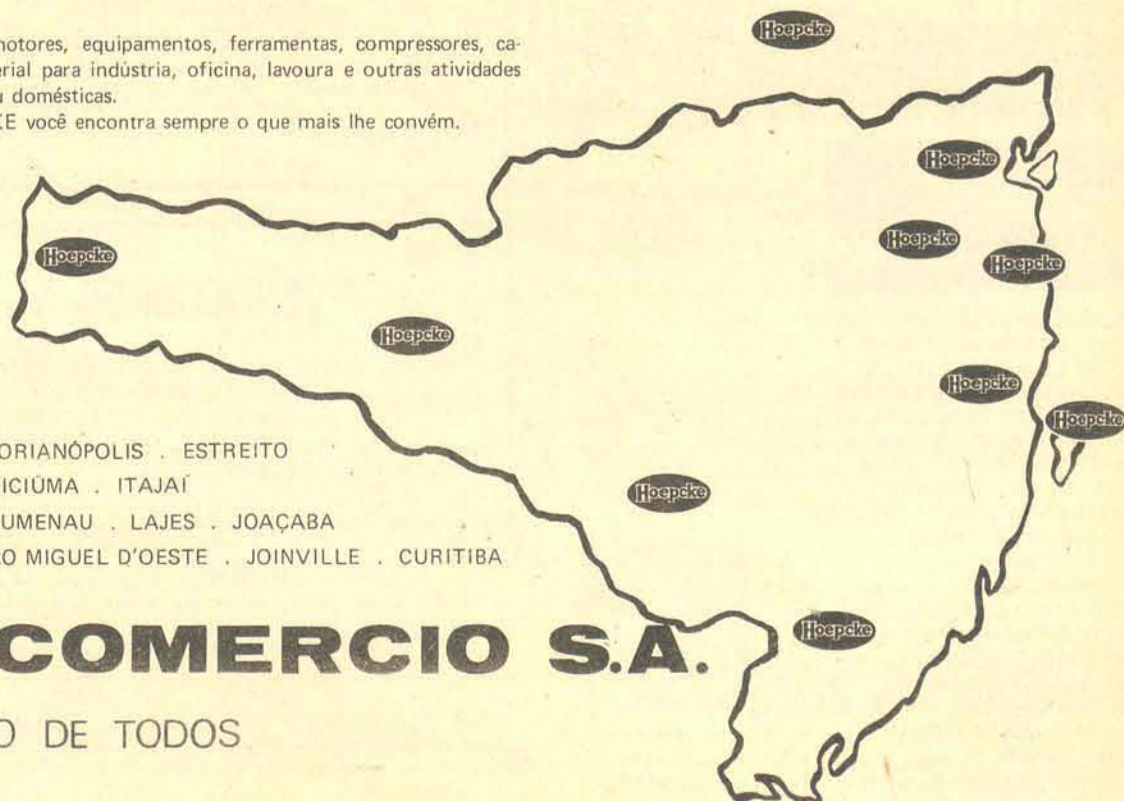 notores, equipamentos, ferramentas, compressores, ca-
erial para indústria, oficina, lavoura e outras atividades
u domésticas.
KE você encontra sempre o que mais lhe convém.
Hoepcke
Hoepcke
Hoepcke
Hoepcke
Hoepcke
Hoepcke
Hoepcke
Hoepcke
Hoepcke
Hoepcke
ORIANÓPOLIS . ESTREITO
ICIÚMA . ITAJAÍ
UMENAU . LAJES . JOAÇABA
O MIGUEL D'OESTE . JOINVILLE . CURITIBA
COMERCIO S.A.
O DE TODOS